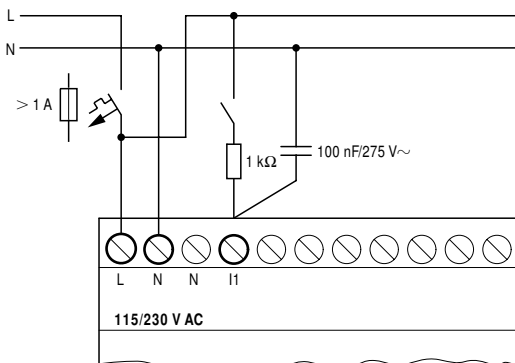 L
N
> 1 A
1 kΩ
100 nF/275 V~
L N N I1
115/230 V AC